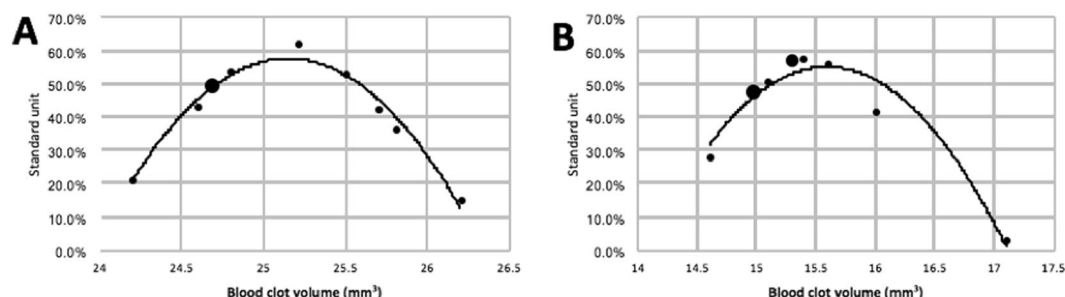 A
Standard unit
70.0%
60.0%
50.0%
40.0%
30.0%
20.0%
10.0%
0.0%
24 24.5 25 25.5 26 26.5
Blood clot volume (mm³)
B
Standard unit
70.0%
60.0%
50.0%
40.0%
30.0%
20.0%
10.0%
0.0%
14 14.5 15 15.5 16 16.5 17 17.5
Blood clot volume (mm³)